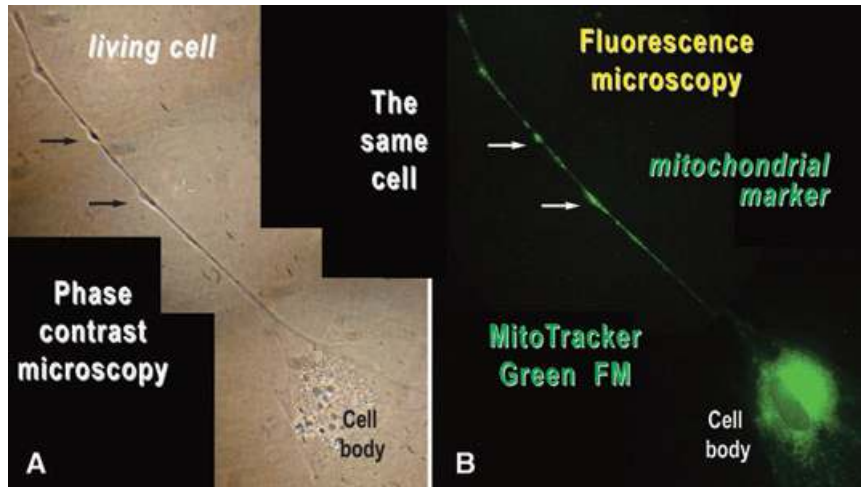 living cell
The
same
cell
Phase
contrast
microscopy
Cell
body
A
Fluorescence
microscopy
mitochondrial
marker
MitoTracker
Green FM
Cell
body
B